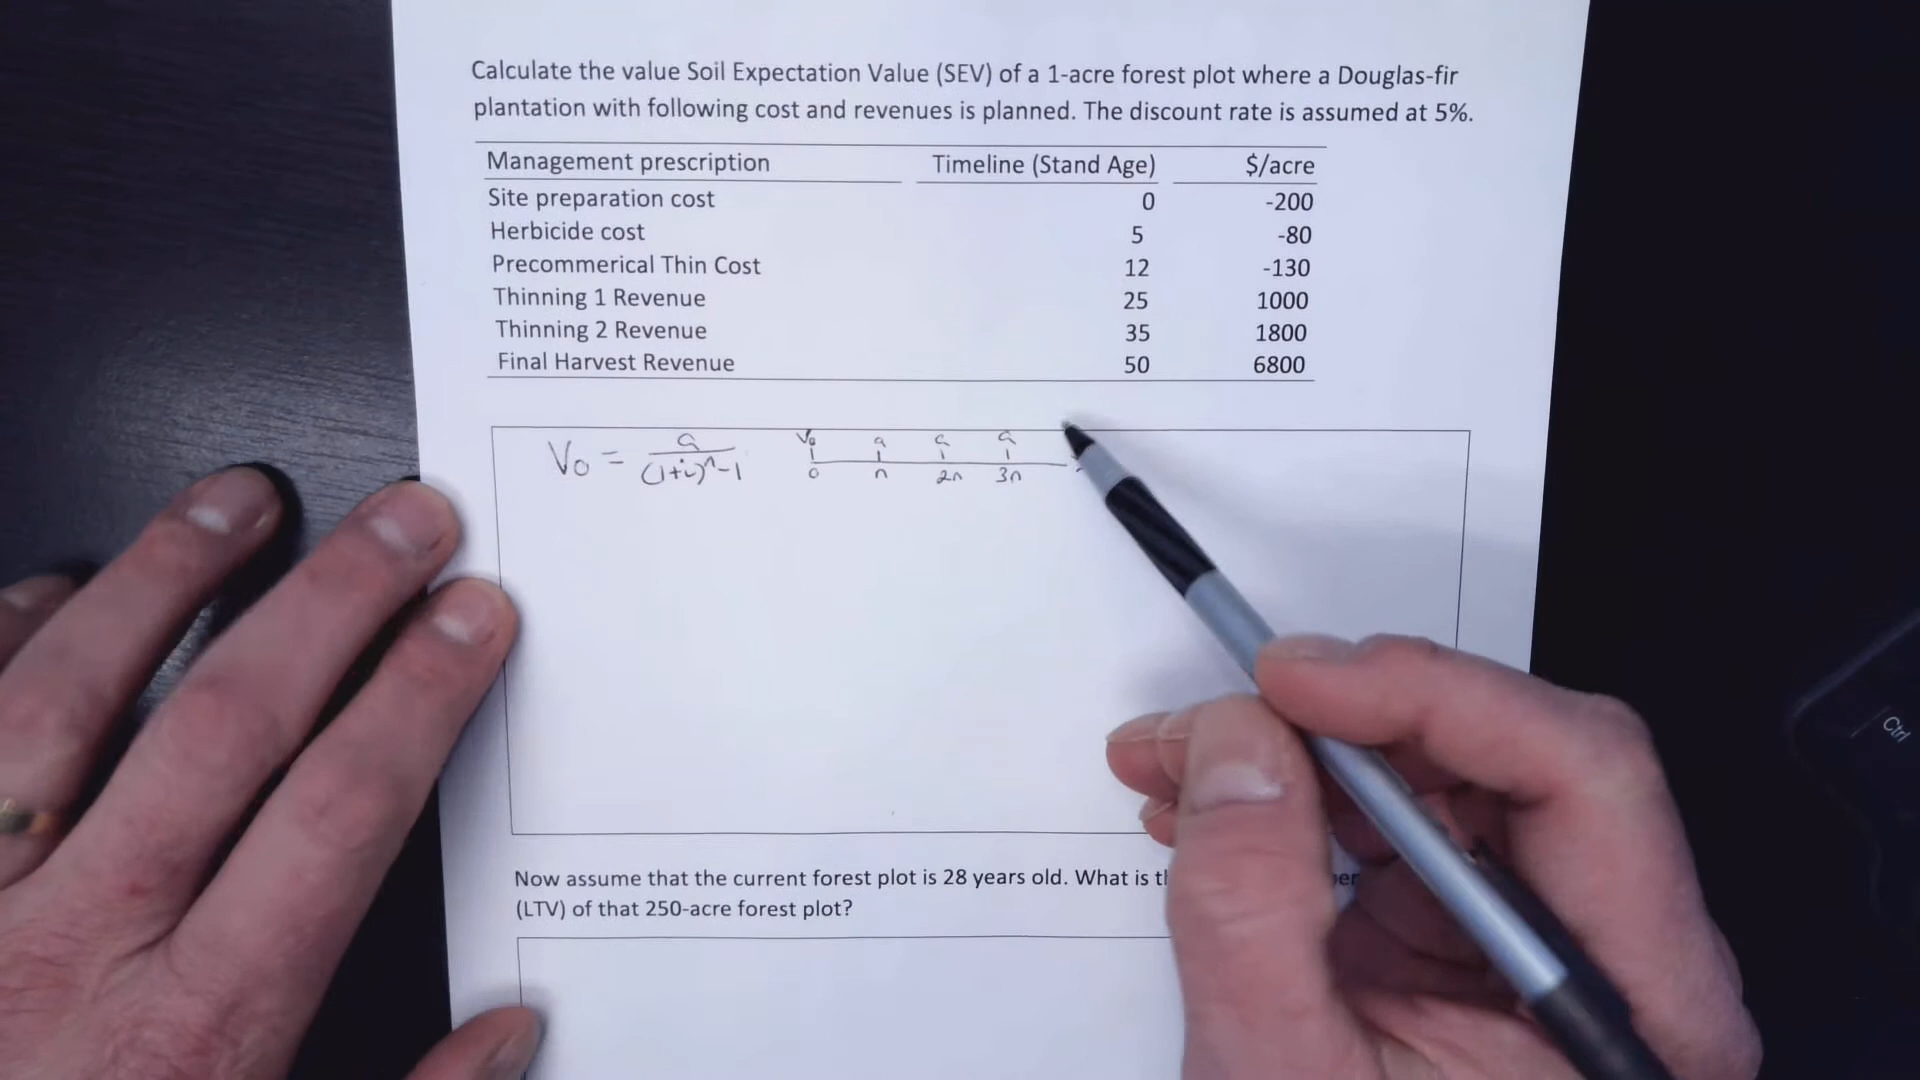 Calculate the value Soil Expectation Value (SEV) of a 1-acre forest plot where a Douglas-fir
plantation with following cost and revenues is planned. The discount rate is assumed at 5%.
Management prescription Timeline (Stand Age) $/acre
Site preparation cost 0 -200
Herbicide cost 5 -80
Precommerical Thin Cost 12 -130
Thinning 1 Revenue 25 1000
Thinning 2 Revenue 35 1800
Final Harvest Revenue 50 6800
V₀ = a / (1+i)^n - 1
V₀ a a a
0 n 2n 3n
Now assume that the current forest plot is 28 years old. What is
(LTV) of that 250-acre forest plot?
Ctrl